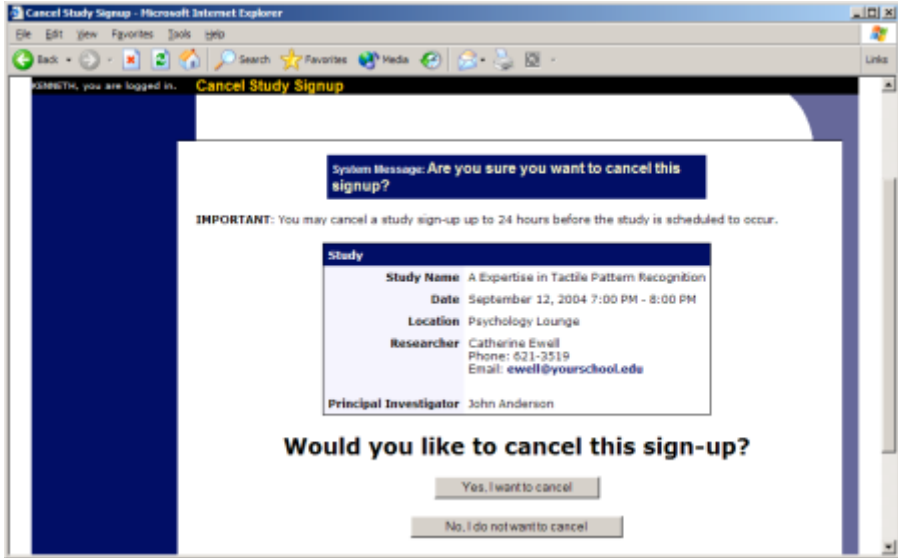 Cancel Study Signup - Microsoft Internet Explorer
File Edit View Favorites Tools Help
Back Search Favorites Media Links
KENNETH, you are logged in. Cancel Study Signup
System Message: Are you sure you want to cancel this
signup?
IMPORTANT: You may cancel a study sign-up up to 24 hours before the study is scheduled to occur.
Study
Study Name A Expertise in Tactile Pattern Recognition
Date September 12, 2004 7:00 PM - 8:00 PM
Location Psychology Lounge
Researcher Catherine Ewell
Phone: 621-3519
Email: ewell@yourschool.edu
Principal Investigator John Anderson
Would you like to cancel this sign-up?
Yes, I want to cancel
No, I do not want to cancel